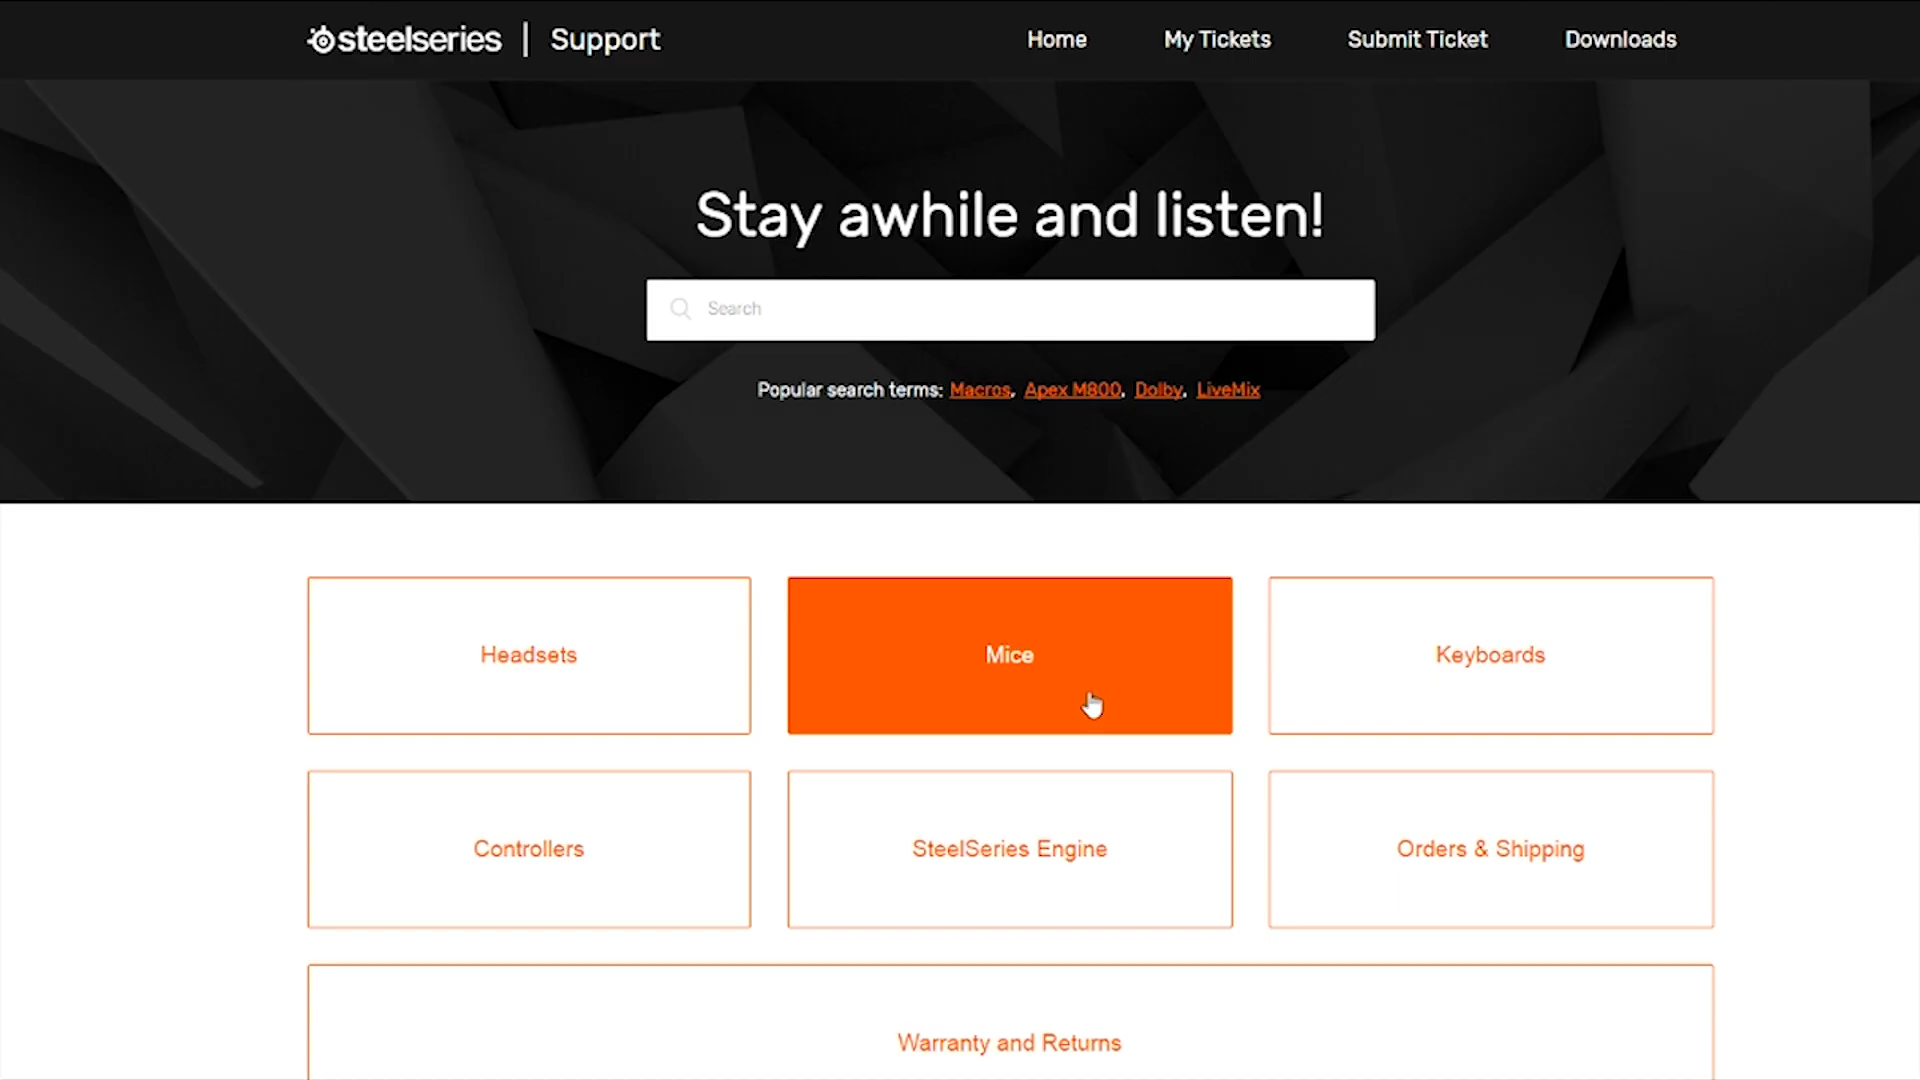 steelseries | Support
Home
My Tickets
Submit Ticket
Downloads
Stay awhile and listen!
Search
Popular search terms: Macros, Apex M800, Dolby, LiveMix
Headsets
Mice
Keyboards
Controllers
SteelSeries Engine
Orders & Shipping
Warranty and Returns